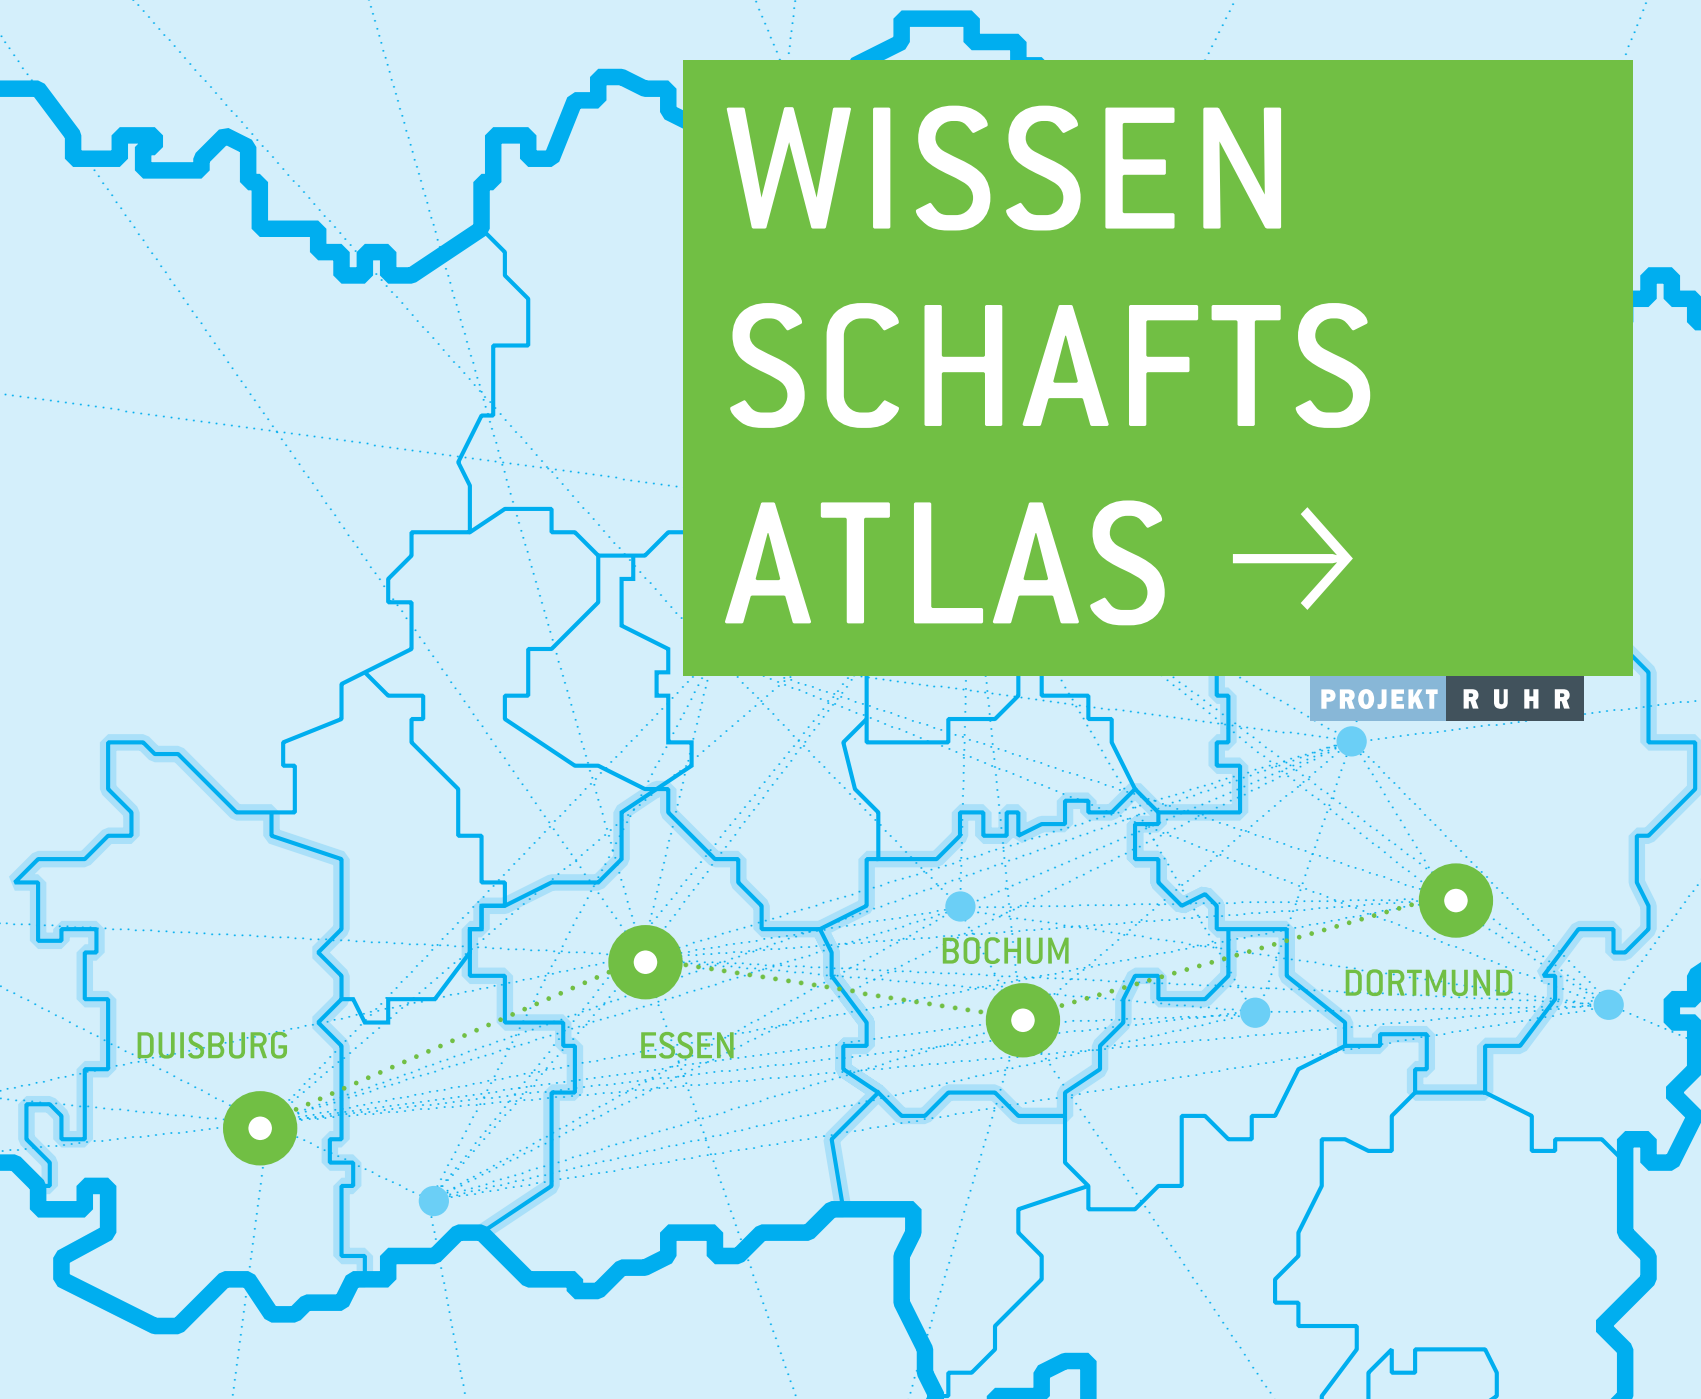 WISSEN
SCHAFTS
ATLAS →
PROJEKT RUHR
BOCHUM
DORTMUND
DUISBURG
ESSEN